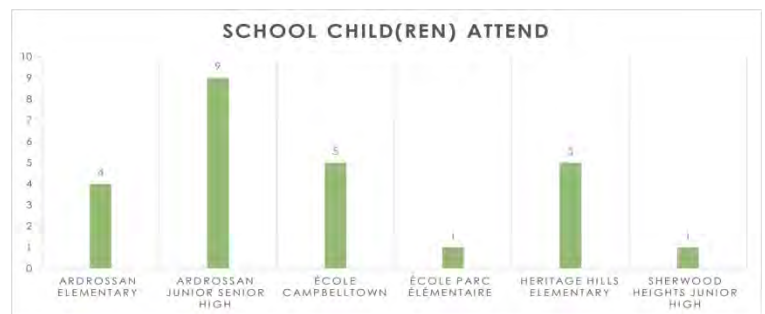 SCHOOL CHILD(REN) ATTEND
10
9
8
7
6
5
4
3
2
1
0
4
9
5
1
5
1
ARDROSSAN
ELEMENTARY
ARDROSSAN
JUNIOR SENIOR
HIGH
ÉCOLE
CAMPBELLTOWN
ÉCOLE PARC
ÉLÉMENTAIRE
HERITAGE HILLS
ELEMENTARY
SHERWOOD
HEIGHTS JUNIOR
HIGH